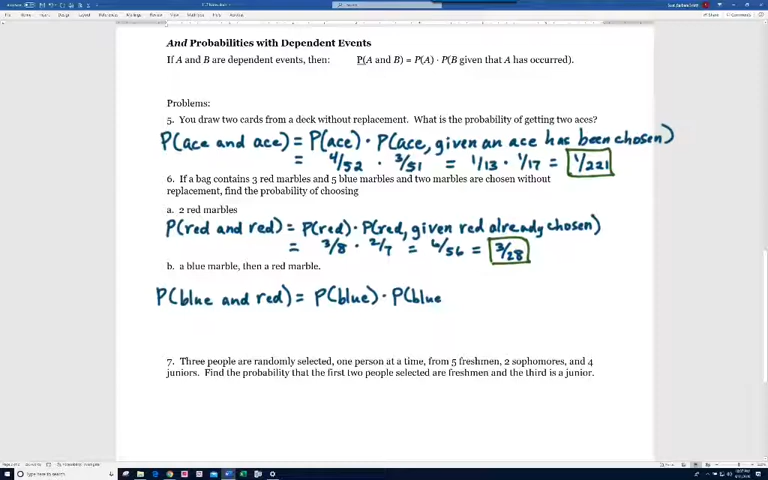 And Probabilities with Dependent Events
If A and B are dependent events, then: P(A and B) = P(A) · P(B given that A has occurred).
Problems:
5. You draw two cards from a deck without replacement. What is the probability of getting two aces?
P(ace and ace) = P(ace) · P(ace, given an ace has been chosen)
= 4/52 · 3/51 = 1/13 · 1/17 = 1/221
6. If a bag contains 3 red marbles and 5 blue marbles and two marbles are chosen without
replacement, find the probability of choosing
a. 2 red marbles
P(red and red) = P(red) · P(red, given red already chosen)
= 3/8 · 2/7 = 6/56 = 3/28
b. a blue marble, then a red marble.
P(blue and red) = P(blue) · P(blue
7. Three people are randomly selected, one person at a time, from 5 freshmen, 2 sophomores, and 4
juniors. Find the probability that the first two people selected are freshmen and the third is a junior.